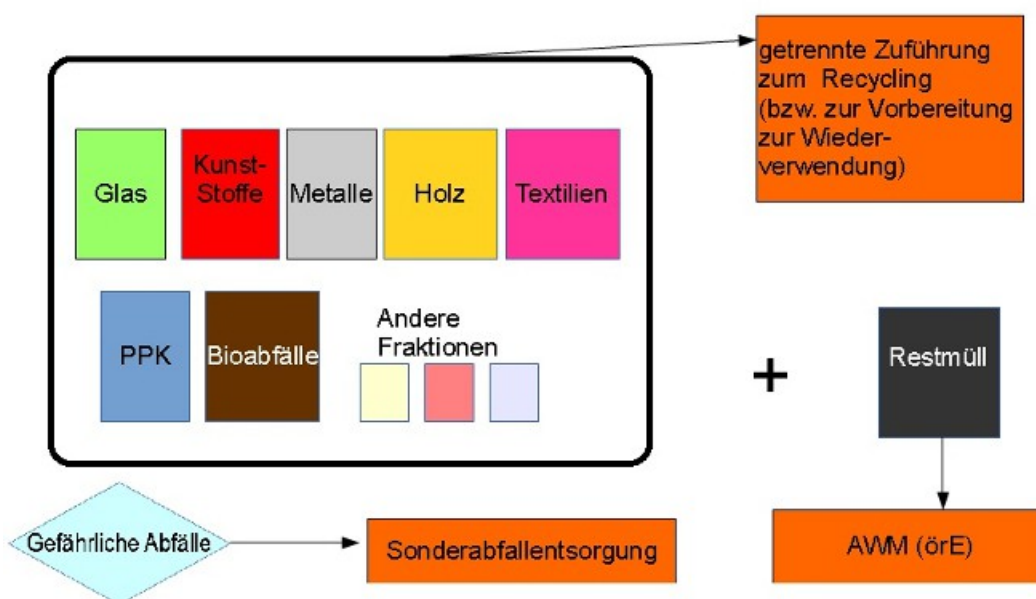 getrennte Zuführung
zum Recycling
(bzw. zur Vorbereitung
zur Wieder-
verwendung)
Glas
Kunst-
Stoffe
Metalle
Holz
Textilien
PPK
Bioabfälle
Andere
Fraktionen
+
Restmüll
Gefährliche Abfälle
Sonderabfallentsorgung
AWM (örE)